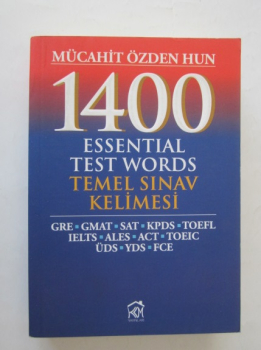 MÜCAHİT ÖZDEN HUN
1400
ESSENTIAL
TEST WORDS
TEMEL SINAV
KELİMESİ
GRE▪GMAT▪SAT▪KPDS▪TOEFL
IELTS▪ALES▪ACT▪TOEIC
ÜDS▪YDS▪FCE